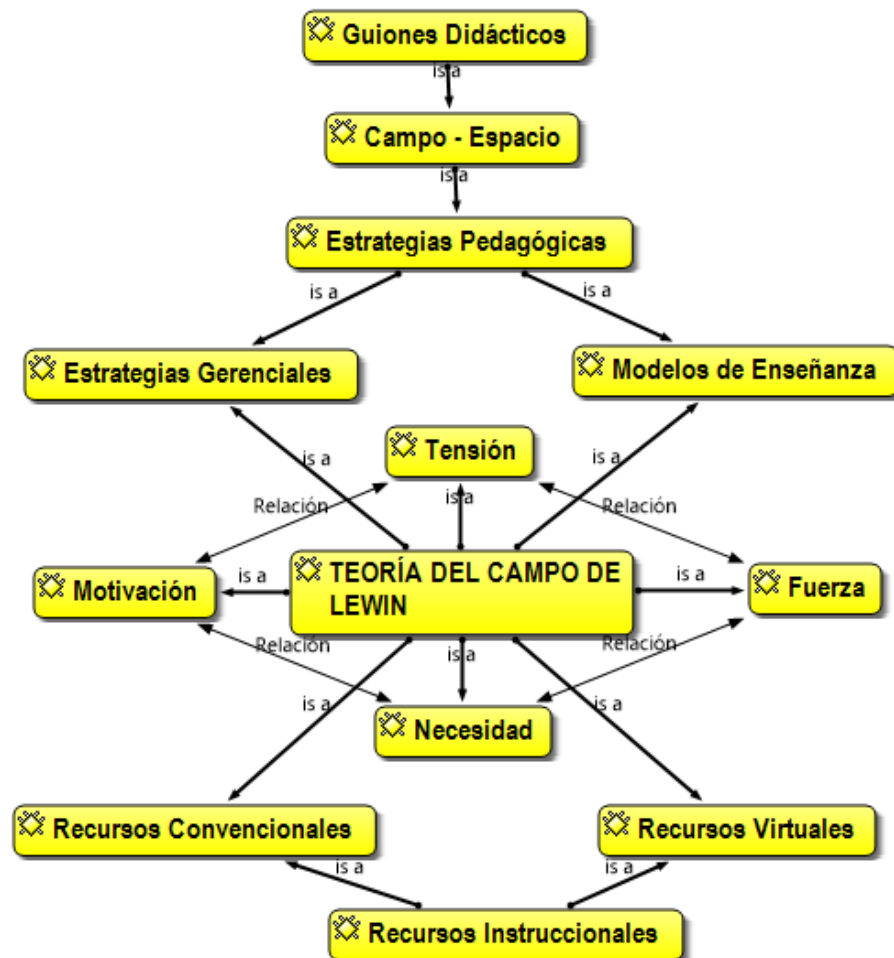 Guiones Didácticos
is a
Campo - Espacio
is a
Estrategias Pedagógicas
is a
is a
Estrategias Gerenciales
Modelos de Enseñanza
Tensión
is a
is a
Relación
is a
Relación
TEORÍA DEL CAMPO DE
LEWIN
Motivación
is a
is a
Fuerza
Relación
is a
Relación
is a
is a
Necesidad
Recursos Convencionales
Recursos Virtuales
is a
is a
Recursos Instruccionales